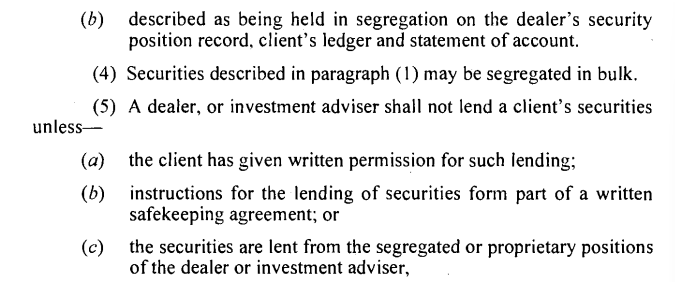 (b) described as being held in segregation on the dealer's security
position record, client's ledger and statement of account.
(4) Securities described in paragraph (1) may be segregated in bulk.
(5) A dealer, or investment adviser shall not lend a client's securities
unless—
(a) the client has given written permission for such lending;
(b) instructions for the lending of securities form part of a written
safekeeping agreement; or
(c) the securities are lent from the segregated or proprietary positions
of the dealer or investment adviser,